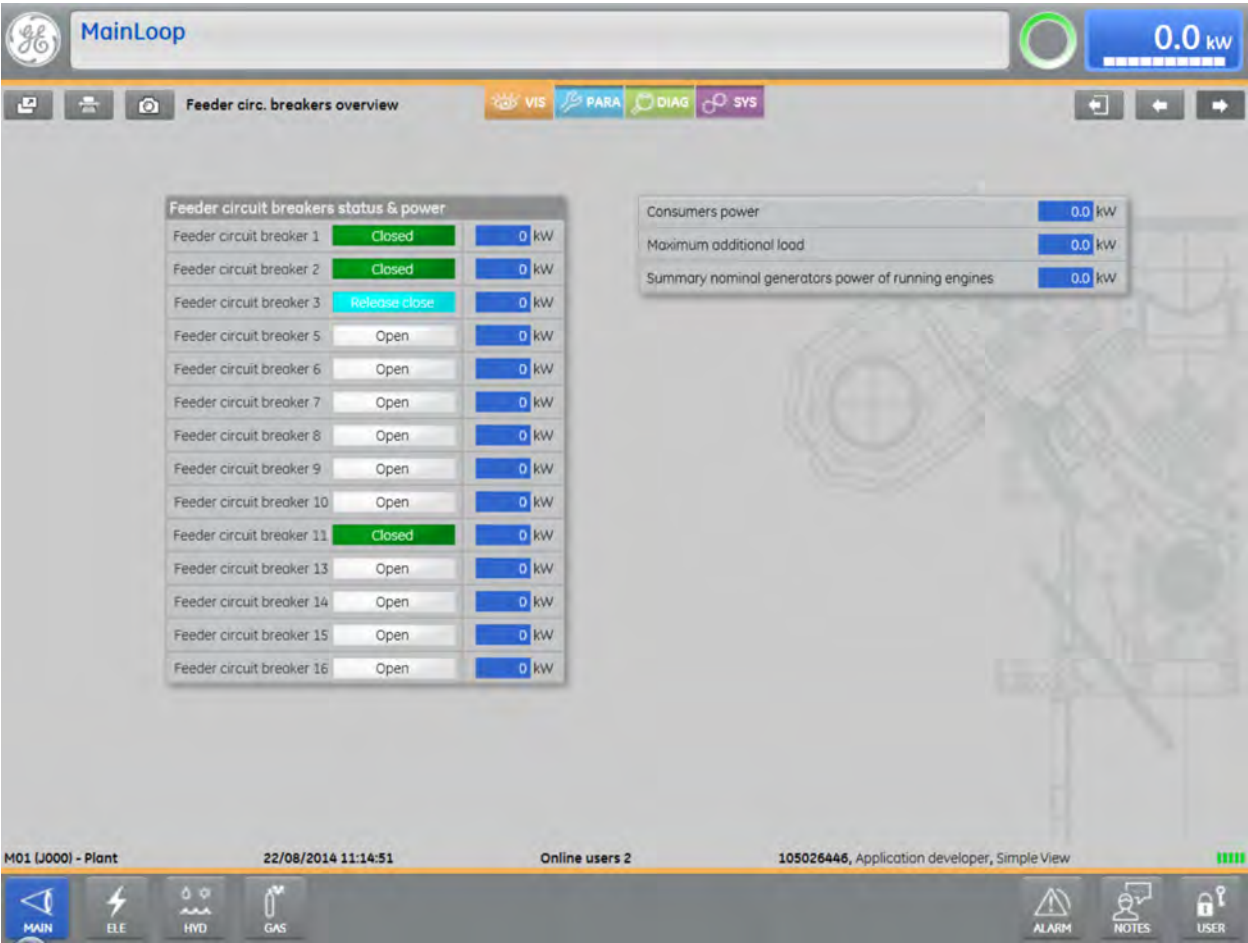 MainLoop
0.0 kW
Feeder circ. breakers overview
VIS PARA DIAG SYS
Feeder circuit breakers status & power
Feeder circuit breaker 1 Closed 0 kW
Feeder circuit breaker 2 Closed 0 kW
Feeder circuit breaker 3 Release close 0 kW
Feeder circuit breaker 5 Open 0 kW
Feeder circuit breaker 6 Open 0 kW
Feeder circuit breaker 7 Open 0 kW
Feeder circuit breaker 8 Open 0 kW
Feeder circuit breaker 9 Open 0 kW
Feeder circuit breaker 10 Open 0 kW
Feeder circuit breaker 11 Closed 0 kW
Feeder circuit breaker 13 Open 0 kW
Feeder circuit breaker 14 Open 0 kW
Feeder circuit breaker 15 Open 0 kW
Feeder circuit breaker 16 Open 0 kW
Consumers power 0.0 kW
Maximum additional load 0.0 kW
Summary nominal generators power of running engines 0.0 kW
M01 (J000) - Plant 22/08/2014 11:14:51 Online users 2 105026446, Application developer, Simple View
MAIN ELE HYD GAS ALARM NOTES USER